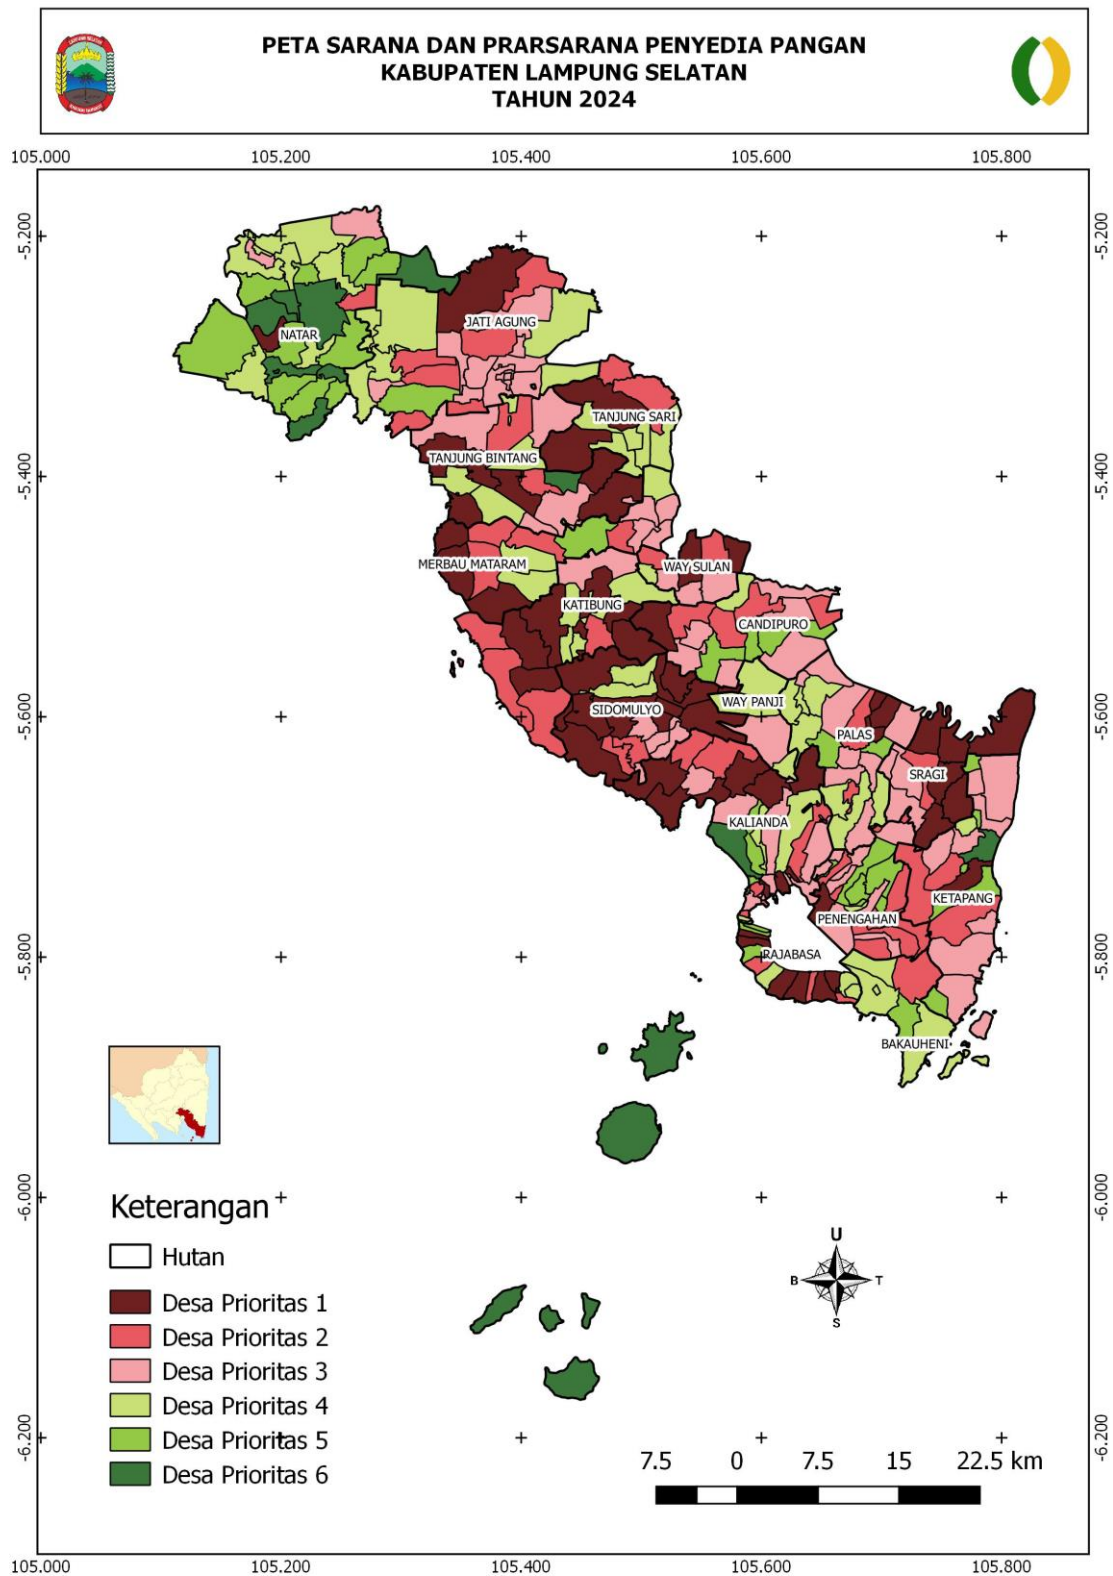 PETA SARANA DAN PRARSARANA PENYEDIA PANGAN
KABUPATEN LAMPUNG SELATAN
TAHUN 2024
105.000 105.200 105.400 105.600 105.800
-5.200 -5.200
JATI AGUNG
NATAR
TANJUNG SARI
TANJUNG BINTANG
-5.400 -5.400
MERBAU MATARAM
WAY SULAN
KATIBUNG
CANDIPURO
WAY PANJI
SIDOMULYO
-5.600 -5.600
PALAS
SRAGI
KALIANDA
KETAPANG
PENENGAHAN
RAJABASA
-5.800 -5.800
BAKAUHENI
-6.000 -6.000
Keterangan
Hutan
Desa Prioritas 1
Desa Prioritas 2
Desa Prioritas 3
Desa Prioritas 4
Desa Prioritas 5
Desa Prioritas 6
U
B T
S
-6.200 -6.200
7.5 0 7.5 15 22.5 km
105.000 105.200 105.400 105.600 105.800